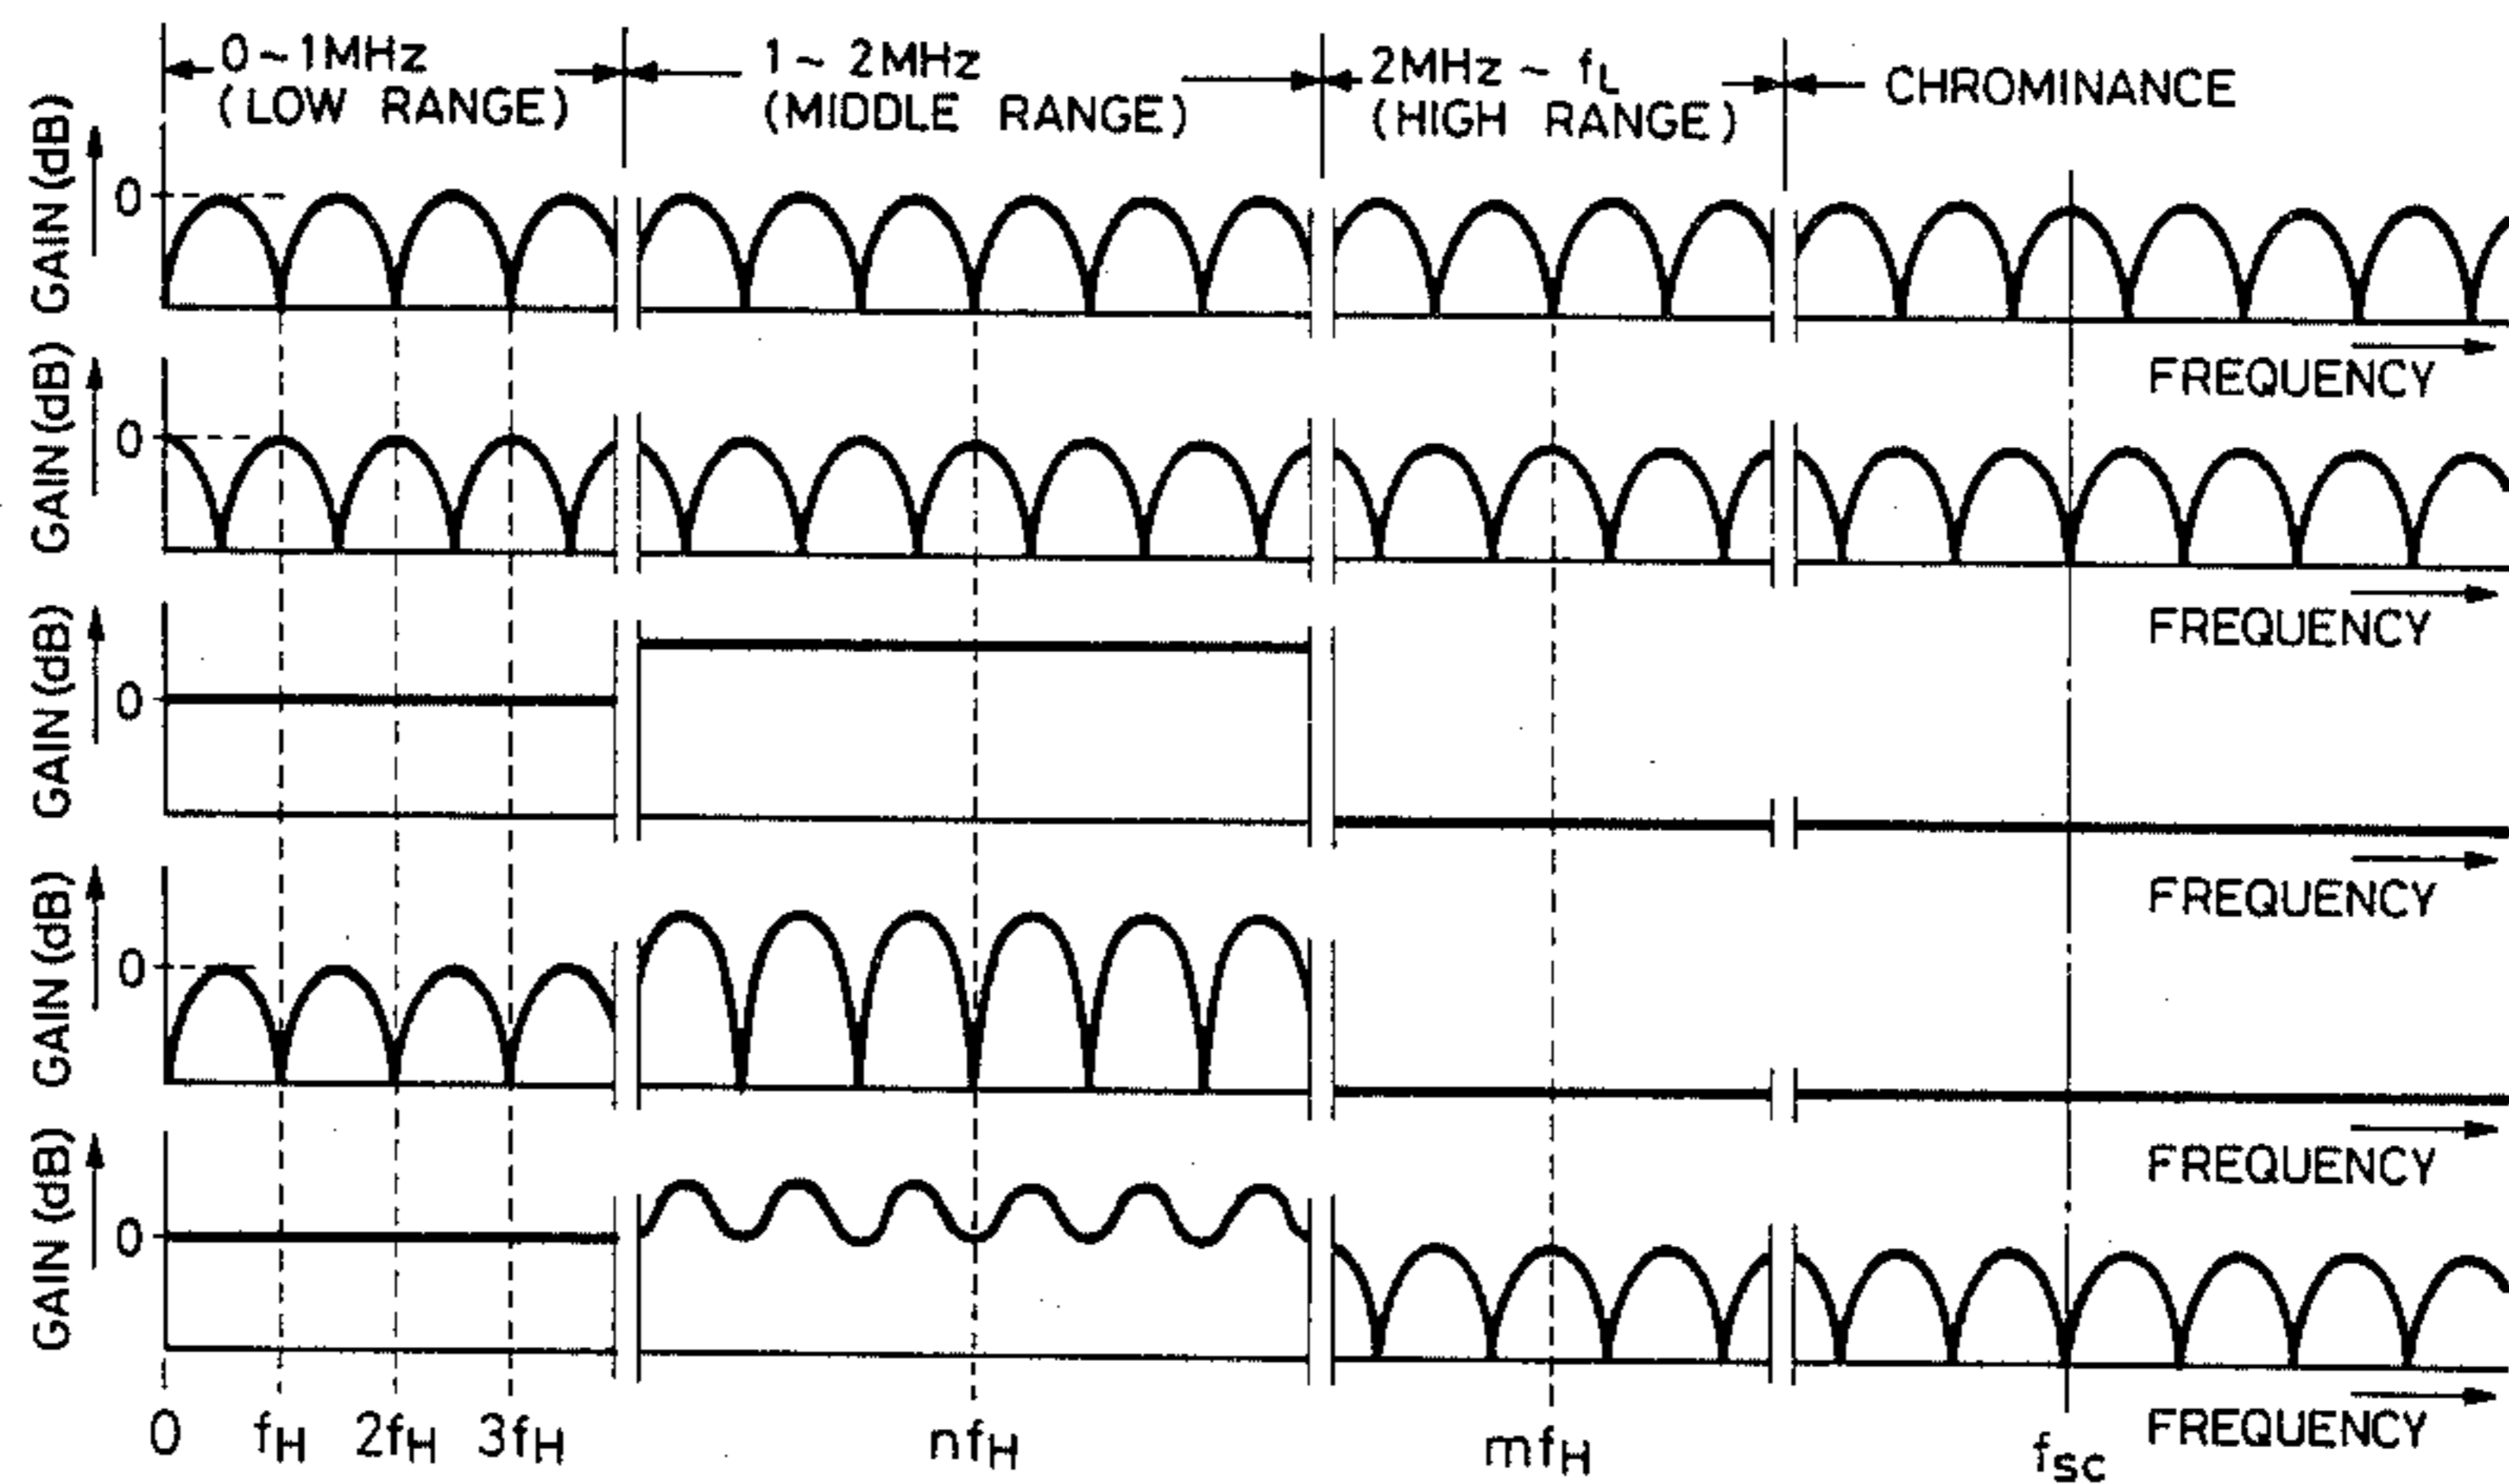 0~1MHz
(LOW RANGE)
1~2MHz
(MIDDLE RANGE)
2MHz~fL
(HIGH RANGE)
CHROMINANCE
GAIN (dB)
0
FREQUENCY
GAIN (dB)
0
FREQUENCY
GAIN (dB)
0
FREQUENCY
GAIN (dB)
0
FREQUENCY
GAIN (dB)
0
FREQUENCY
0 fH 2fH 3fH nfH mfH fsc